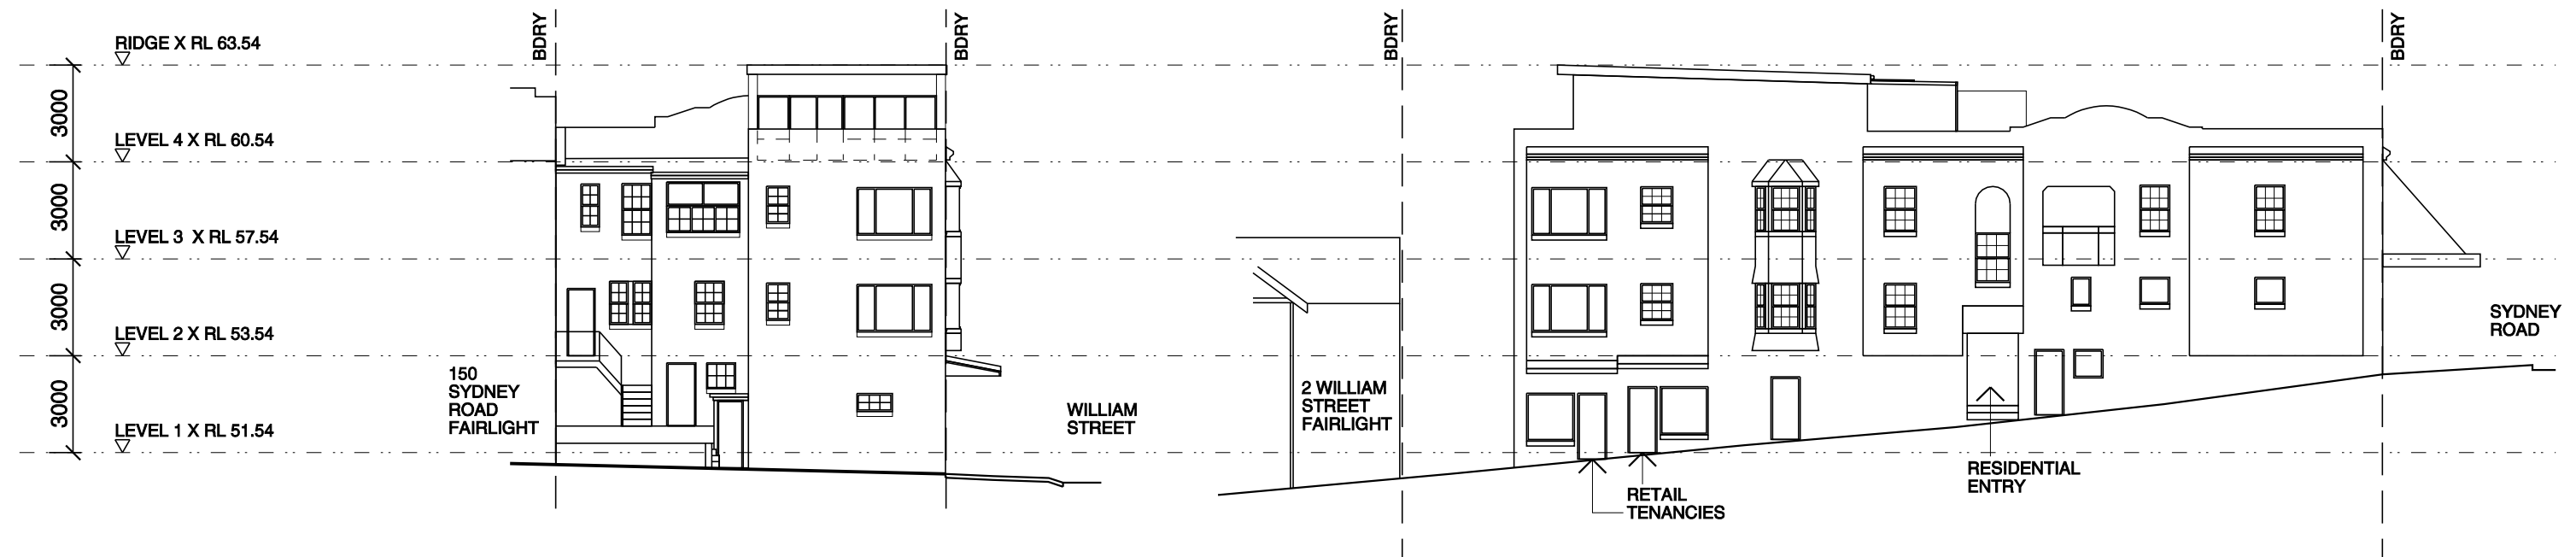 RIDGE X RL 63.54
LEVEL 4 X RL 60.54
LEVEL 3 X RL 57.54
LEVEL 2 X RL 53.54
LEVEL 1 X RL 51.54
3000
3000
3000
3000
BDRY
BDRY
150
SYDNEY
ROAD
FAIRLIGHT
WILLIAM
STREET
BDRY
BDRY
2 WILLIAM
STREET
FAIRLIGHT
RETAIL
TENANCIES
RESIDENTIAL
ENTRY
SYDNEY
ROAD